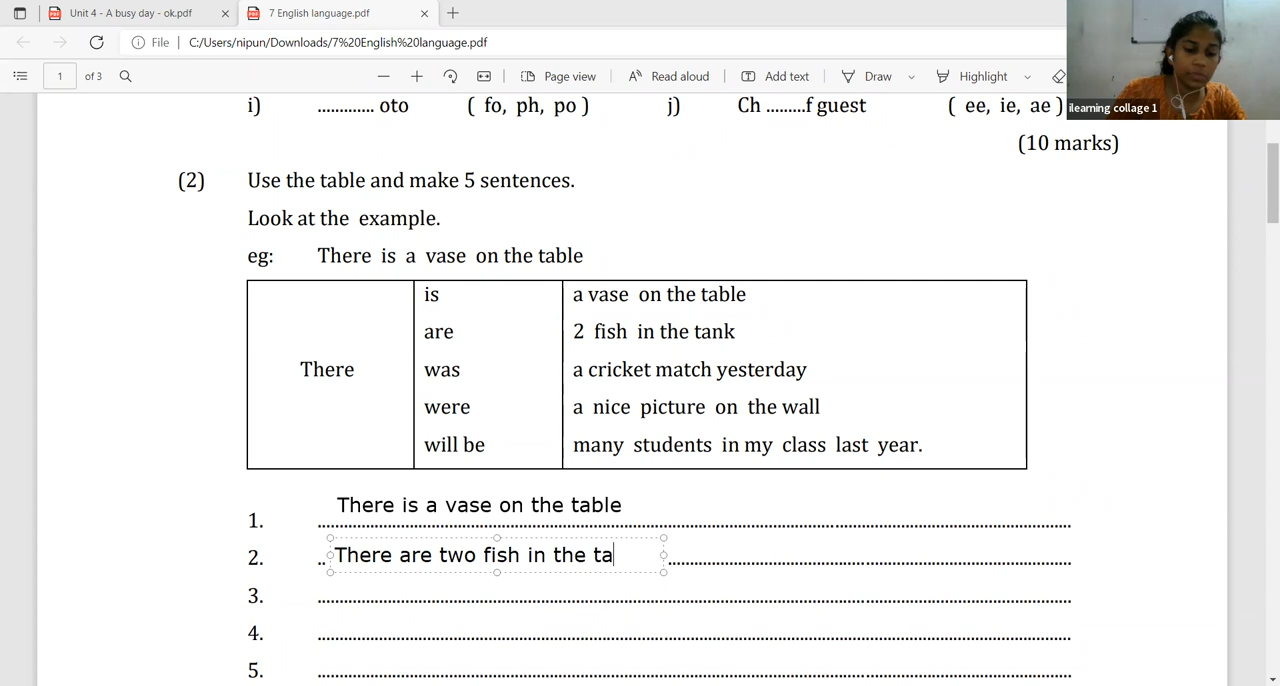 Unit 4 - A busy day - ok.pdf
7 English language.pdf
File
C:/Users/nipun/Downloads/7%20English%20language.pdf
1 of 3
Page view
Read aloud
Add text
Draw
Highlight
ilearning collage 1
i) ............. oto ( fo, ph, po ) j) Ch .........f guest ( ee, ie, ae )
(10 marks)
(2) Use the table and make 5 sentences.
Look at the example.
eg: There is a vase on the table
is a vase on the table
are 2 fish in the tank
There was a cricket match yesterday
were a nice picture on the wall
will be many students in my class last year.
1. There is a vase on the table
2. There are two fish in the ta
3.
4.
5.